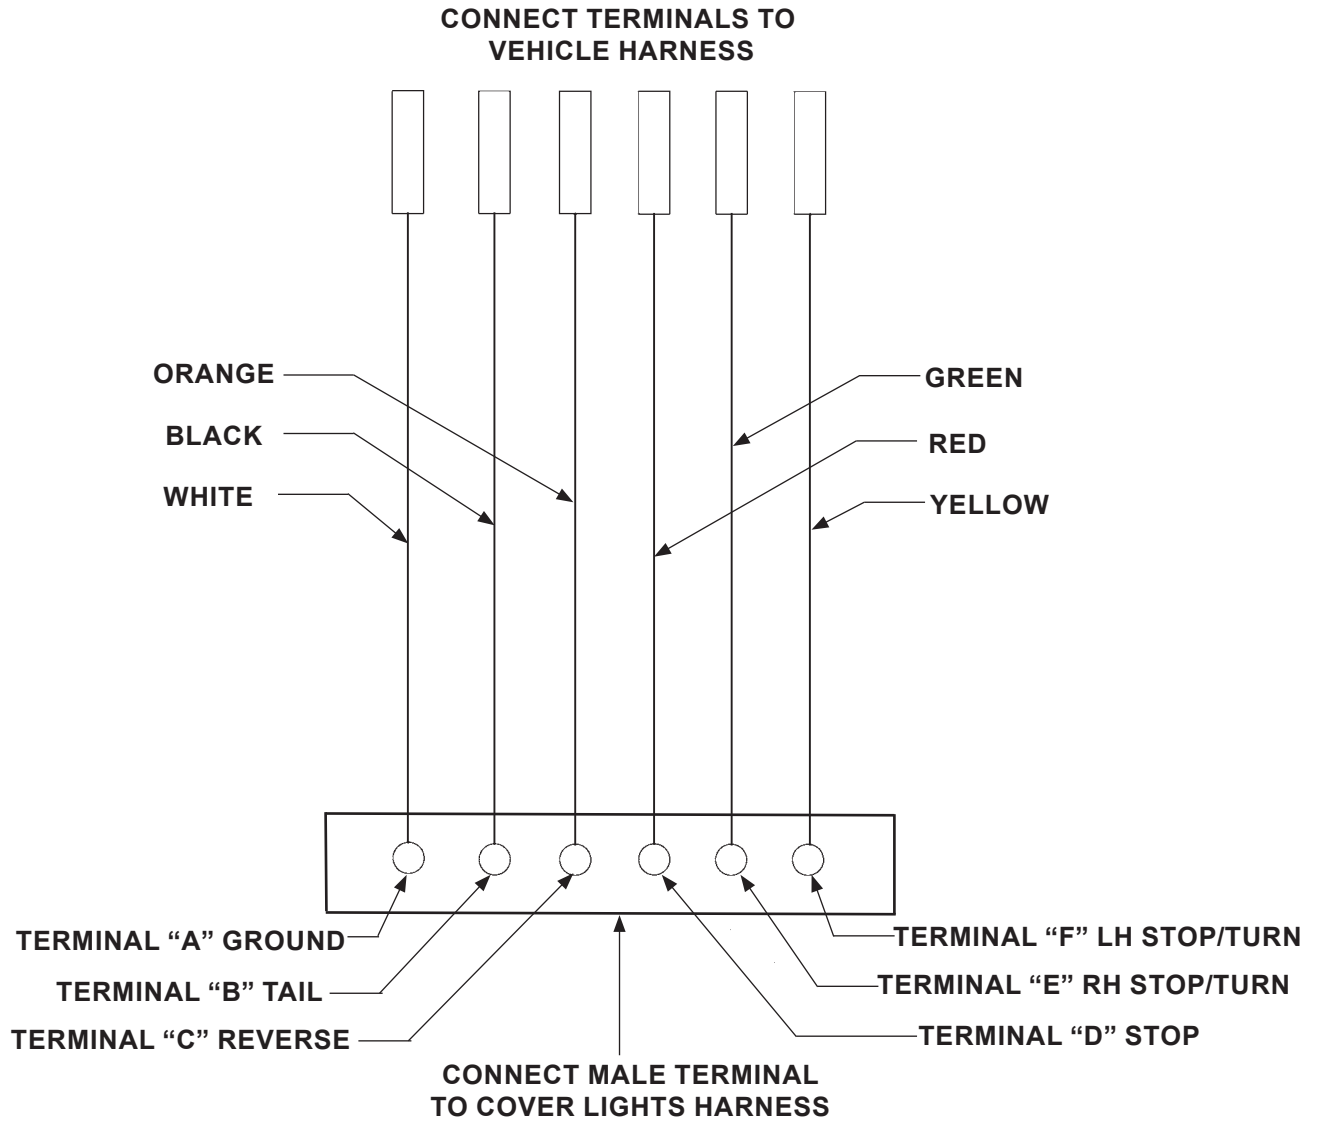 CONNECT TERMINALS TO
VEHICLE HARNESS
ORANGE
BLACK
WHITE
GREEN
RED
YELLOW
TERMINAL “A” GROUND
TERMINAL “B” TAIL
TERMINAL “C” REVERSE
TERMINAL “F” LH STOP/TURN
TERMINAL “E” RH STOP/TURN
TERMINAL “D” STOP
CONNECT MALE TERMINAL
TO COVER LIGHTS HARNESS